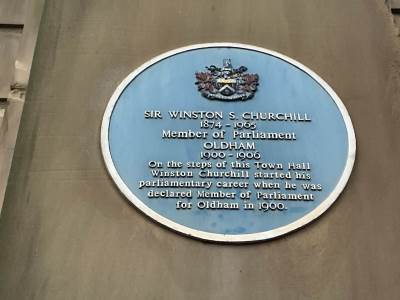 SIR WINSTON S. CHURCHILL
1874 - 1965
Member of Parliament
OLDHAM
1900 - 1906
On the steps of this Town Hall
Winston Churchill started his
parliamentary career when he was
declared Member of Parliament
for Oldham in 1900.